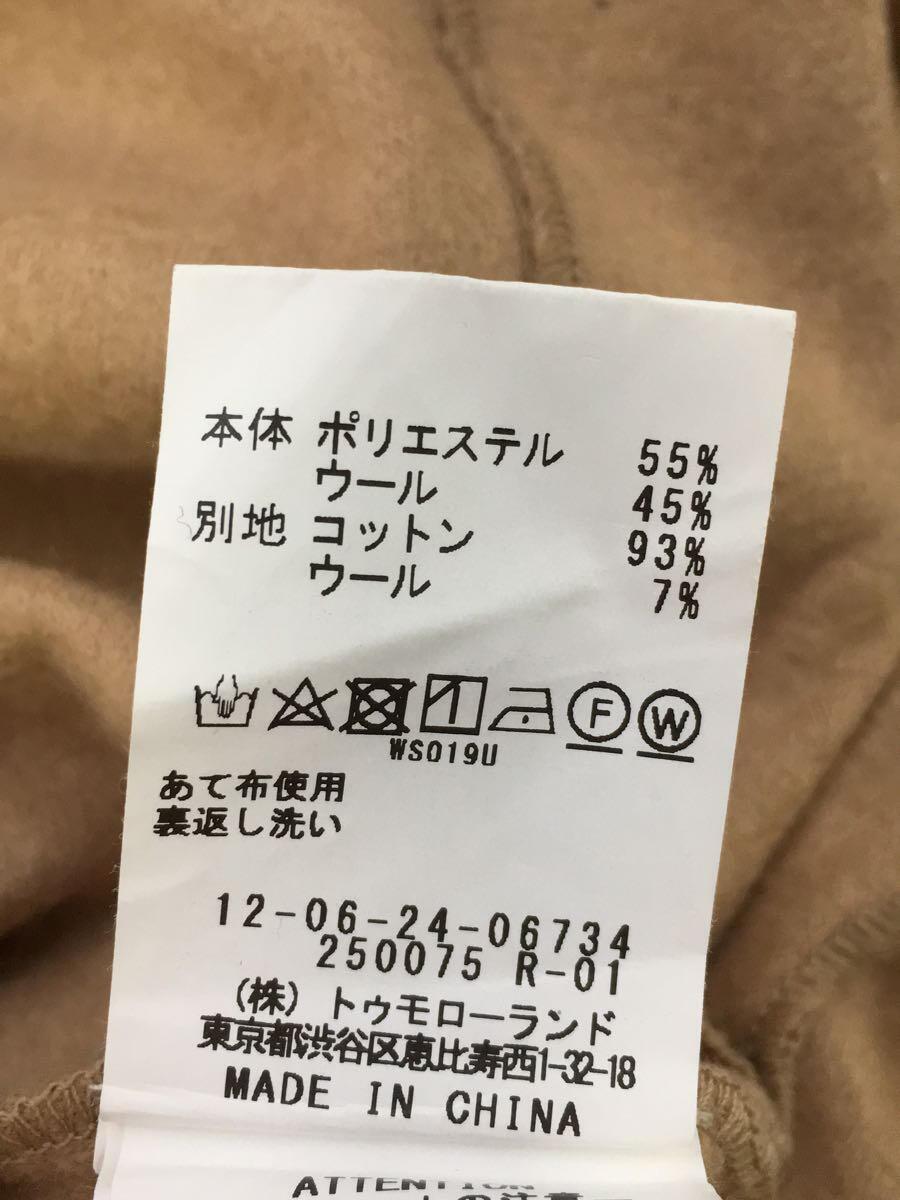 本体 ポリエステル 55%
ウール 45%
別地 コットン 93%
ウール 7%
F W
WS019U
あて布使用
裏返し洗い
12-06-24-06734
250075 R-01
(株)トゥモローランド
東京都渋谷区恵比寿西1-32-18
MADE IN CHINA
ATTENTION